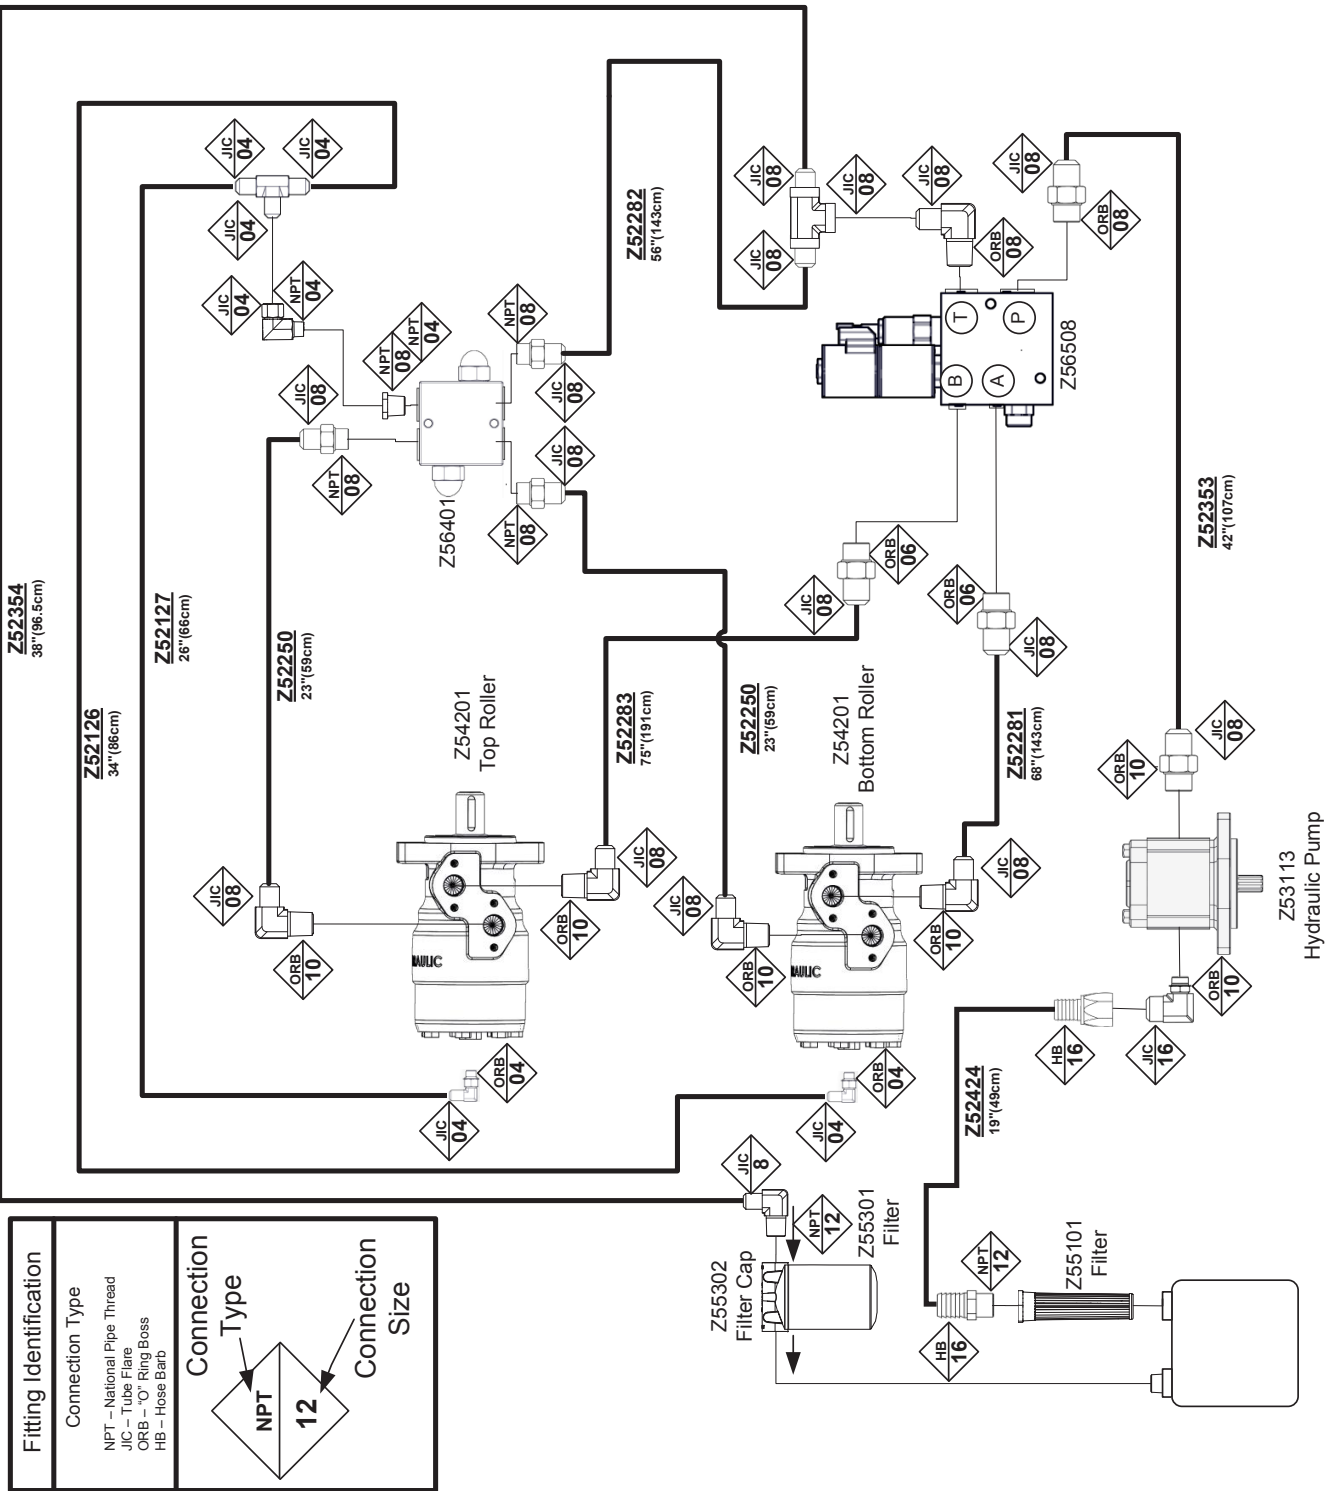 Fitting Identification
Connection Type
NPT – National Pipe Thread
JIC – Tube Flare
ORB – "O" Ring Boss
HB – Hose Barb
Connection
Type
NPT
12
Connection
Size
Z52354
38"(96.5cm)
Z52126
34"(86cm)
Z52127
26"(66cm)
Z52250
23"(59cm)
JIC
04
JIC
04
JIC
04
JIC
04
NPT
04
NPT
08
NPT
04
JIC
08
NPT
08
NPT
08
JIC
08
JIC
08
NPT
08
Z56401
Z52282
56"(143cm)
JIC
08
JIC
08
JIC
08
JIC
08
ORB
08
JIC
08
ORB
08
T
P
B
A
Z56508
JIC
08
ORB
10
Z54201
Top Roller
AULIC
JIC
08
ORB
10
JIC
04
ORB
04
Z52283
75"(191cm)
JIC
08
ORB
06
ORB
06
JIC
08
Z52250
23"(59cm)
JIC
08
ORB
10
Z54201
Bottom Roller
RAULIC
JIC
08
ORB
10
JIC
04
ORB
04
Z52281
68"(143cm)
Z52353
42"(107cm)
ORB
10
JIC
08
Z53113
Hydraulic Pump
ORB
10
JIC
16
HB
16
Z52424
19"(49cm)
JIC
8
NPT
12
Z55301
Filter
Z55302
Filter Cap
HB
16
NPT
12
Z55101
Filter